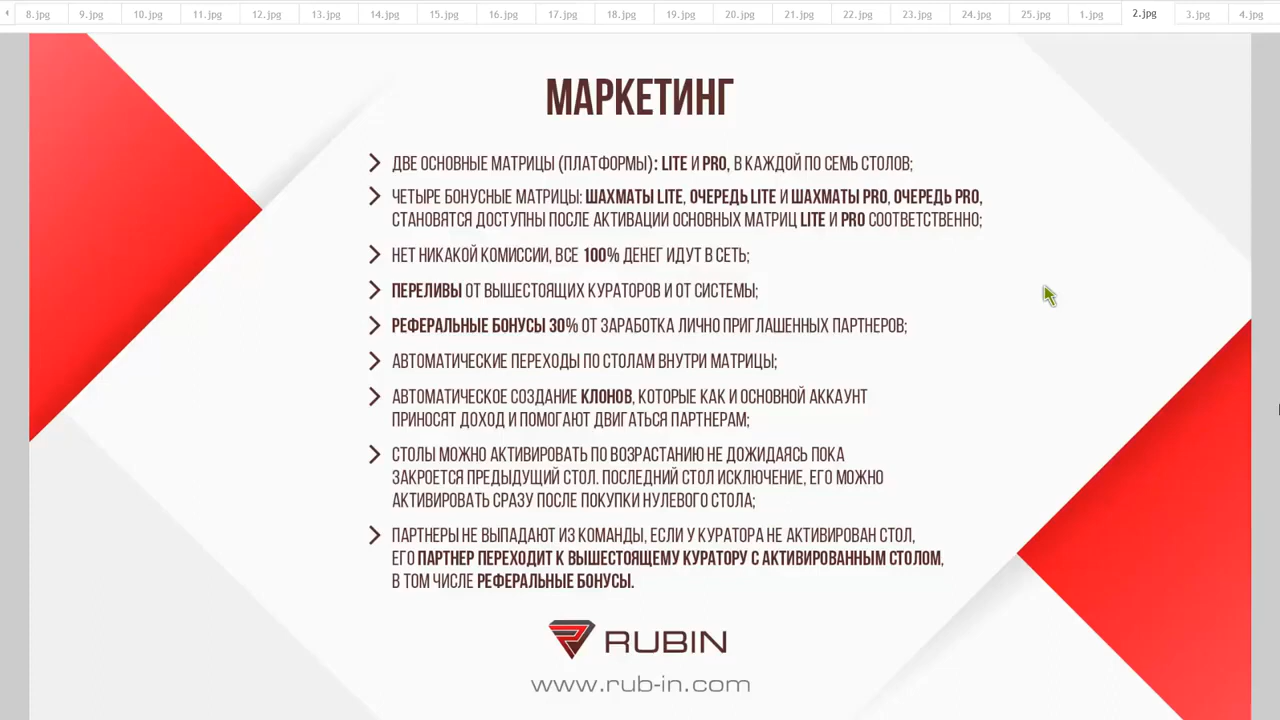 8.jpg 9.jpg 10.jpg 11.jpg 12.jpg 13.jpg 14.jpg 15.jpg 16.jpg 17.jpg 18.jpg 19.jpg 20.jpg 21.jpg 22.jpg 23.jpg 24.jpg 25.jpg 1.jpg 2.jpg 3.jpg 4.jpg
МАРКЕТИНГ
ДВЕ ОСНОВНЫЕ МАТРИЦЫ (ПЛАТФОРМЫ): LITE И PRO, В КАЖДОЙ ПО СЕМЬ СТОЛОВ;
ЧЕТЫРЕ БОНУСНЫЕ МАТРИЦЫ: ШАХМАТЫ LITE, ОЧЕРЕДЬ LITE И ШАХМАТЫ PRO, ОЧЕРЕДЬ PRO,
СТАНОВЯТСЯ ДОСТУПНЫ ПОСЛЕ АКТИВАЦИИ ОСНОВНЫХ МАТРИЦ LITE И PRO СООТВЕТСТВЕННО;
НЕТ НИКАКОЙ КОМИССИИ, ВСЕ 100% ДЕНЕГ ИДУТ В СЕТЬ;
ПЕРЕЛИВЫ ОТ ВЫШЕСТОЯЩИХ КУРАТОРОВ И ОТ СИСТЕМЫ;
РЕФЕРАЛЬНЫЕ БОНУСЫ 30% ОТ ЗАРАБОТКА ЛИЧНО ПРИГЛАШЕННЫХ ПАРТНЕРОВ;
АВТОМАТИЧЕСКИЕ ПЕРЕХОДЫ ПО СТОЛАМ ВНУТРИ МАТРИЦЫ;
АВТОМАТИЧЕСКОЕ СОЗДАНИЕ КЛОНОВ, КОТОРЫЕ КАК И ОСНОВНОЙ АККАУНТ
ПРИНОСЯТ ДОХОД И ПОМОГАЮТ ДВИГАТЬСЯ ПАРТНЕРАМ;
СТОЛЫ МОЖНО АКТИВИРОВАТЬ ПО ВОЗРАСТАНИЮ НЕ ДОЖИДАЯСЬ ПОКА
ЗАКРОЕТСЯ ПРЕДЫДУЩИЙ СТОЛ. ПОСЛЕДНИЙ СТОЛ ИСКЛЮЧЕНИЕ, ЕГО МОЖНО
АКТИВИРОВАТЬ СРАЗУ ПОСЛЕ ПОКУПКИ НУЛЕВОГО СТОЛА;
ПАРТНЕРЫ НЕ ВЫПАДАЮТ ИЗ КОМАНДЫ, ЕСЛИ У КУРАТОРА НЕ АКТИВИРОВАН СТОЛ,
ЕГО ПАРТНЕР ПЕРЕХОДИТ К ВЫШЕСТОЯЩЕМУ КУРАТОРУ С АКТИВИРОВАННЫМ СТОЛОМ,
В ТОМ ЧИСЛЕ РЕФЕРАЛЬНЫЕ БОНУСЫ.
RUBIN
www.rub-in.com